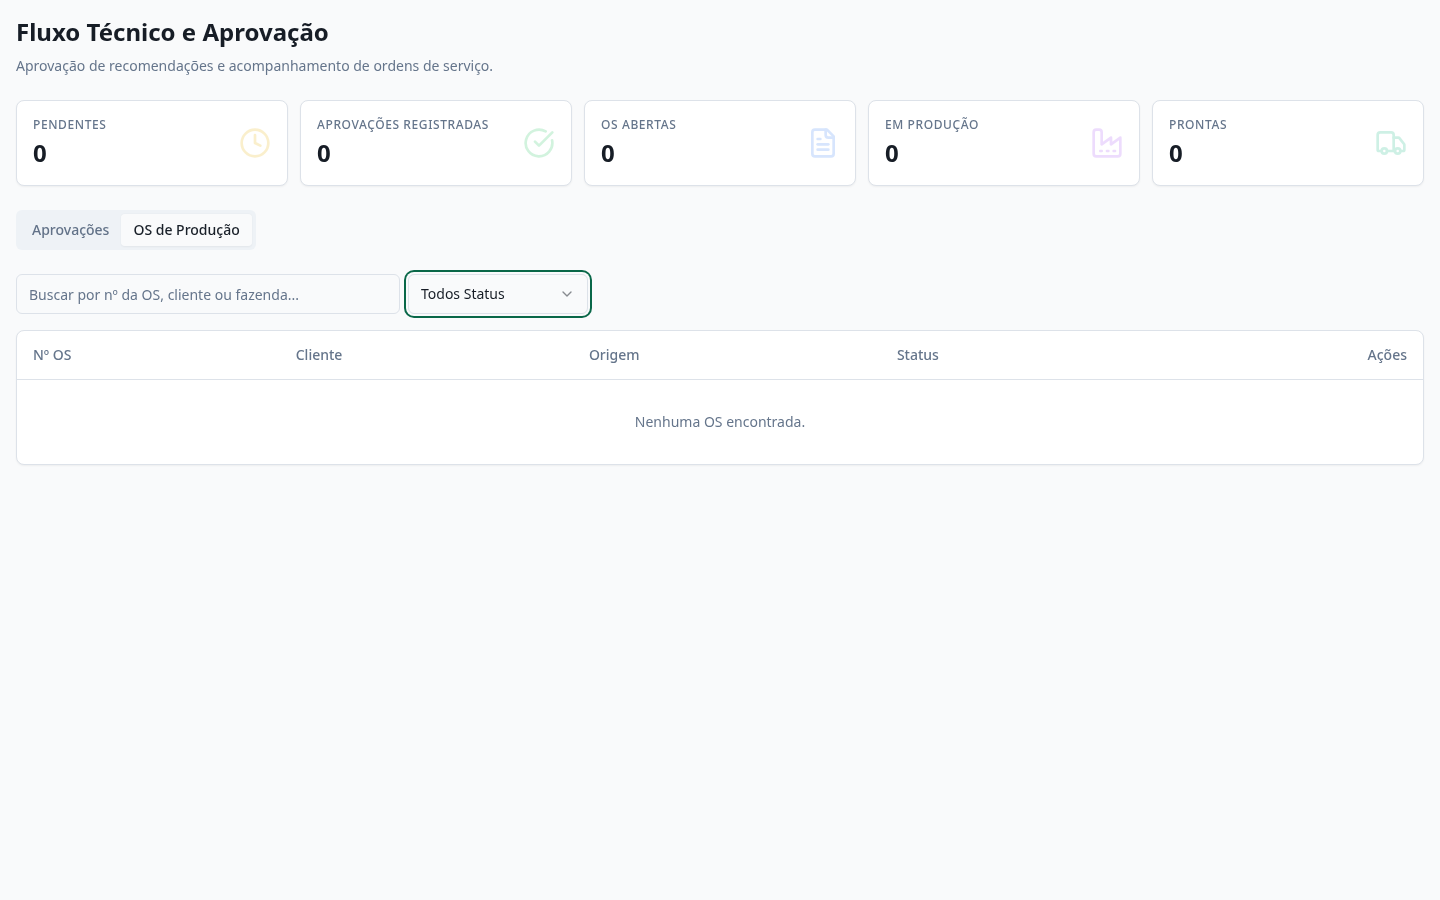 Fluxo Técnico e Aprovação
Aprovação de recomendações e acompanhamento de ordens de serviço.
PENDENTES
0
APROVAÇÕES REGISTRADAS
0
OS ABERTAS
0
EM PRODUÇÃO
0
PRONTAS
0
Aprovações
OS de Produção
Buscar por nº da OS, cliente ou fazenda...
Todos Status
Nº OS
Cliente
Origem
Status
Ações
Nenhuma OS encontrada.